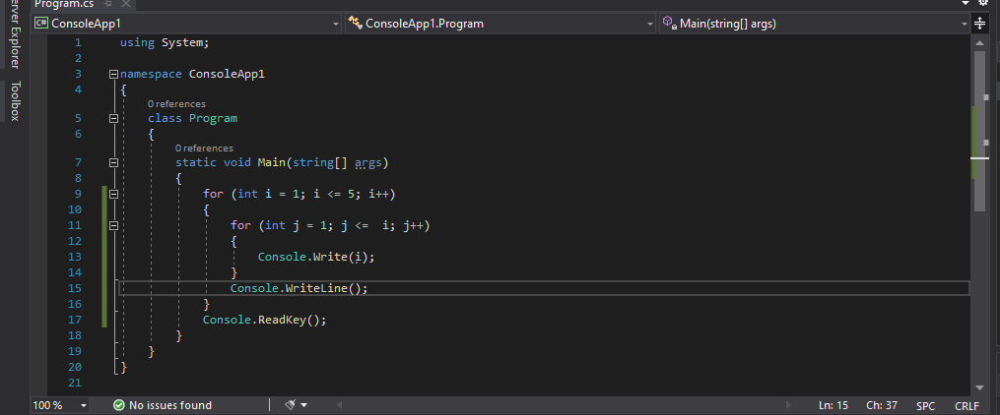 Program.cs
erver Explorer
Toolbox
C# ConsoleApp1
ConsoleApp1.Program
Main(string[] args)
1 using System;
2
3 namespace ConsoleApp1
4 {
0 references
5 class Program
6 {
0 references
7 static void Main(string[] args)
8 {
9 for (int i = 1; i <= 5; i++)
10 {
11 for (int j = 1; j <=  i; j++)
12 {
13 Console.Write(i);
14 }
15 Console.WriteLine();
16 }
17 Console.ReadKey();
18 }
19 }
20 }
21
100 %
No issues found
Ln: 15
Ch: 37
SPC
CRLF